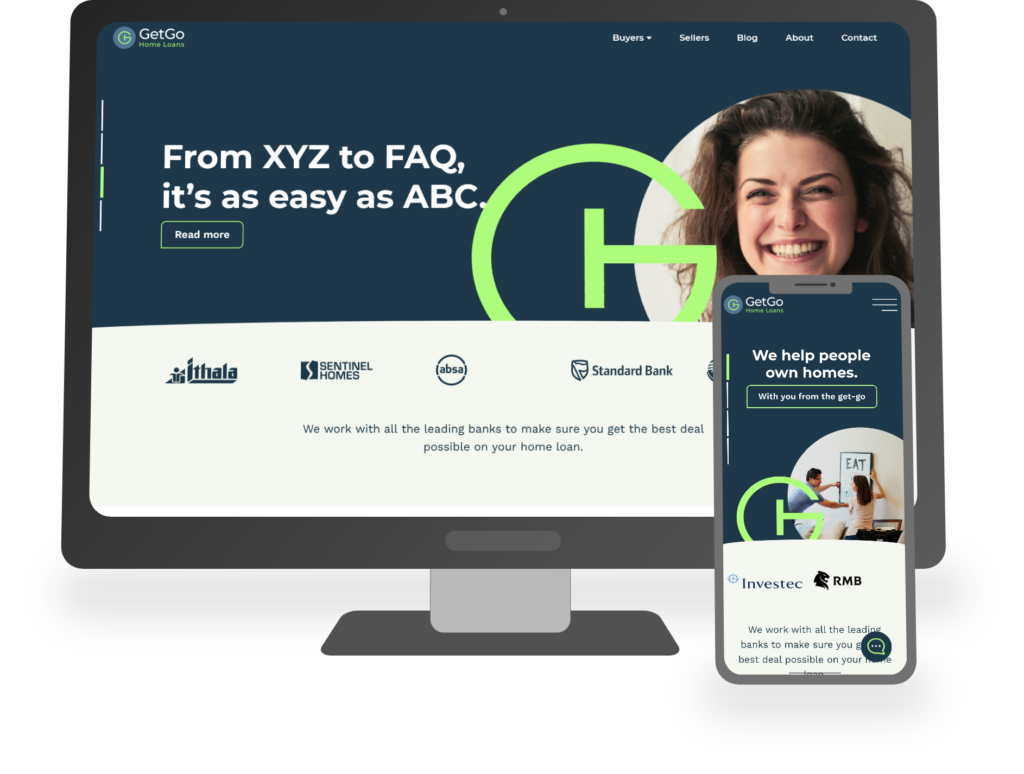 GetGo
Home Loans
Buyers
Sellers
Blog
About
Contact
From XYZ to FAQ,
it's as easy as ABC.
Read more
ithala
SENTINEL
HOMES
absa
Standard Bank
We work with all the leading banks to make sure you get the best deal
possible on your home loan.
GetGo
Home Loans
We help people
own homes.
With you from the get-go
EAT
Investec
RMB
We work with all the leading
banks to make sure you g
best deal possible on your home
loan